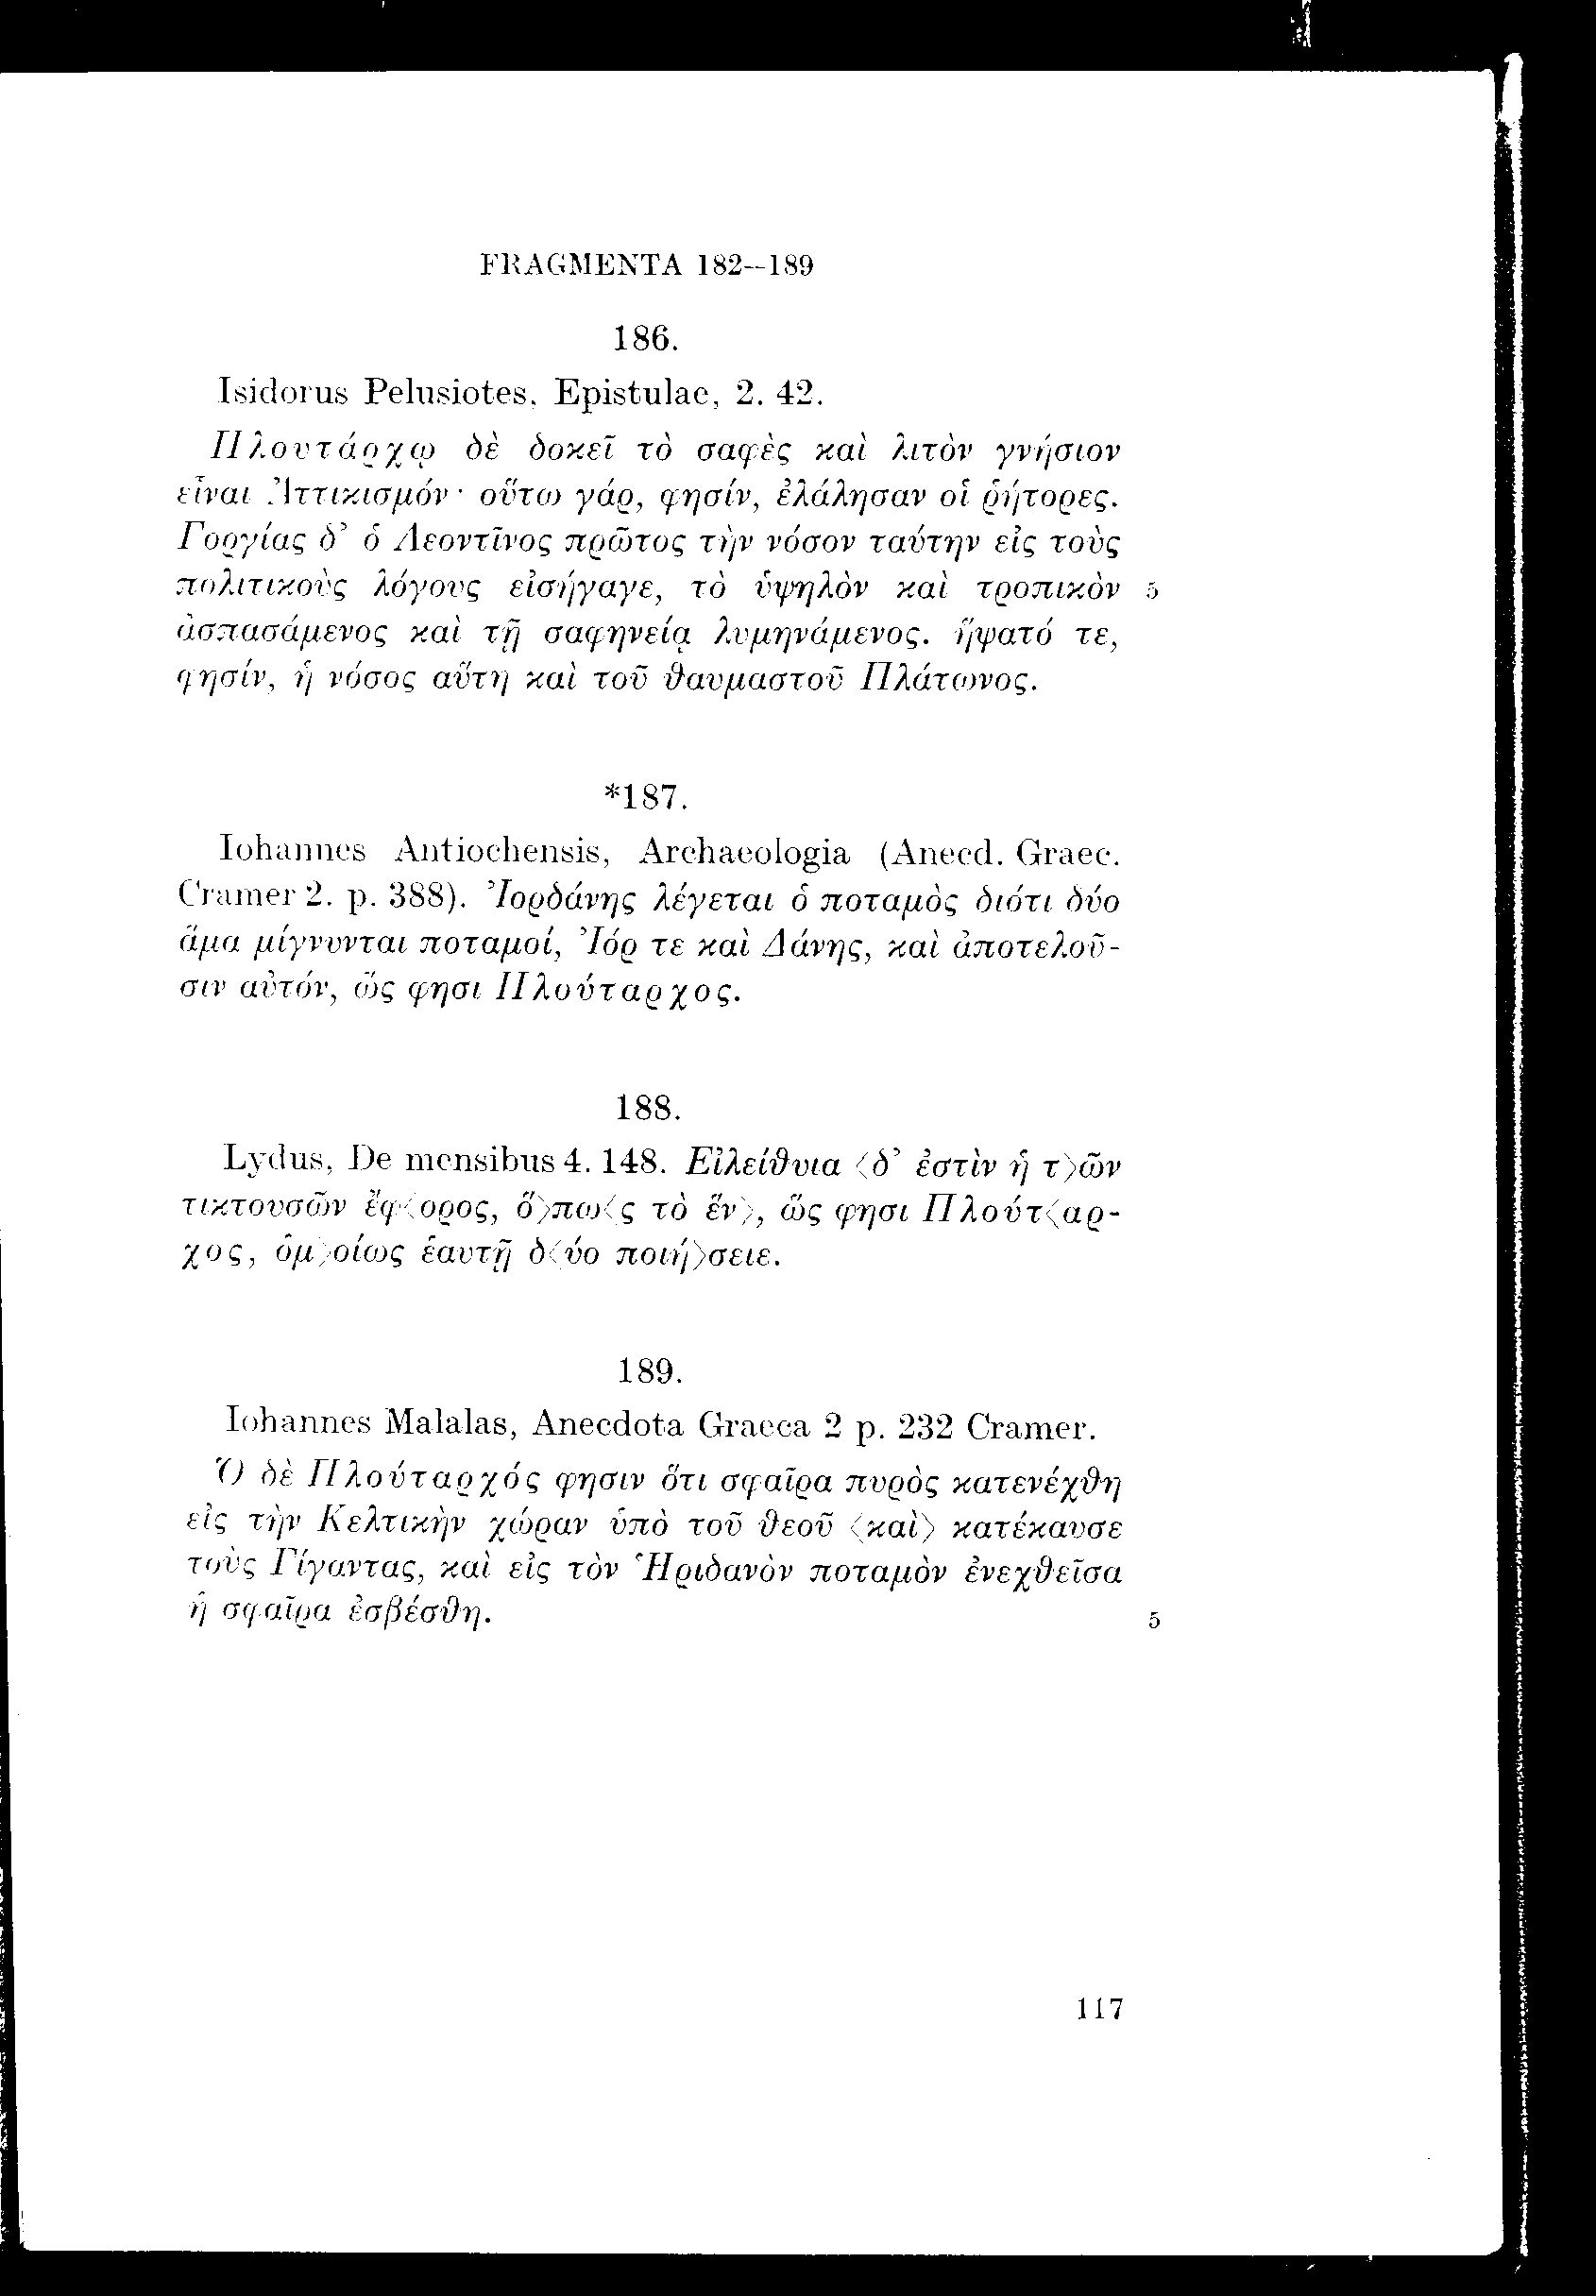 FRAGMENTA 182–189
186.
Isidorus Pelusiotes, Epistulae, 2. 42.
Πλουτάρχῳ δὲ δοκεῖ τὸ σαφὲς καὶ λιτὸν γνήσιον
εἶναι Ἀττικισμόν· οὕτω γάρ, φησίν, ἐλάλησαν οἱ ῥήτορες.
Γοργίας δ’ ὁ Λεοντῖνος πρῶτος τὴν νόσον ταύτην εἰς τοὺς
πολιτικοὺς λόγους εἰσήγαγε, τὸ ὑψηλὸν καὶ τροπικὸν 5
ἀσπασάμενος καὶ τῇ σαφηνείᾳ λυμηνάμενος. ἥψατό τε,
φησίν, ἡ νόσος αὕτη καὶ τοῦ θαυμαστοῦ Πλάτωνος.
*187.
Iohannes Antiochensis, Archaeologia (Anecd. Graec.
Cramer 2. p. 388). Ἰορδάνης λέγεται ὁ ποταμὸς διότι δύο
ἅμα μίγνυνται ποταμοί, Ἰόρ τε καὶ Δάνης, καὶ ἀποτελοῦ-
σιν αὐτόν, ὥς φησι Πλούταρχος.
188.
Lydus, De mensibus 4. 148. Εἰλείθυια ⟨δ’ ἐστὶν ἡ τ⟩ῶν
τικτουσῶν ἔφ⟨ορος, ὅ⟩πω⟨ς τὸ ἕν⟩, ὥς φησι Πλούτ⟨αρ-
χος, ὁμ⟩οίως ἑαυτῇ δ⟨ύο ποιή⟩σειε.
189.
Iohannes Malalas, Anecdota Graeca 2 p. 232 Cramer.
Ὁ δὲ Πλούταρχός φησιν ὅτι σφαῖρα πυρὸς κατενέχθη
εἰς τὴν Κελτικὴν χώραν ὑπὸ τοῦ θεοῦ ⟨καὶ⟩ κατέκαυσε
τοὺς Γίγαντας, καὶ εἰς τὸν Ἠριδανὸν ποταμὸν ἐνεχθεῖσα
ἡ σφαῖρα ἐσβέσθη. 5
117